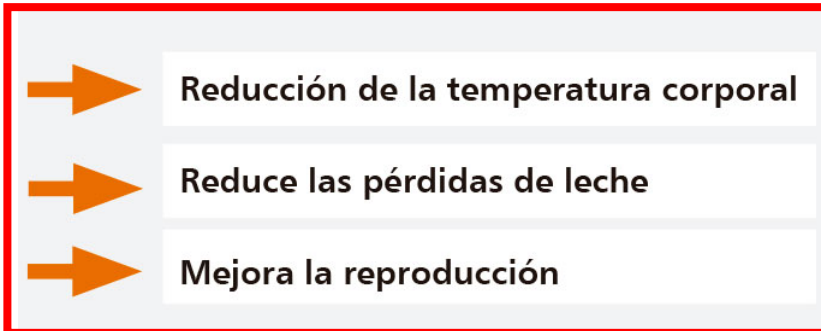 Reducción de la temperatura corporal
Reduce las pérdidas de leche
Mejora la reproducción